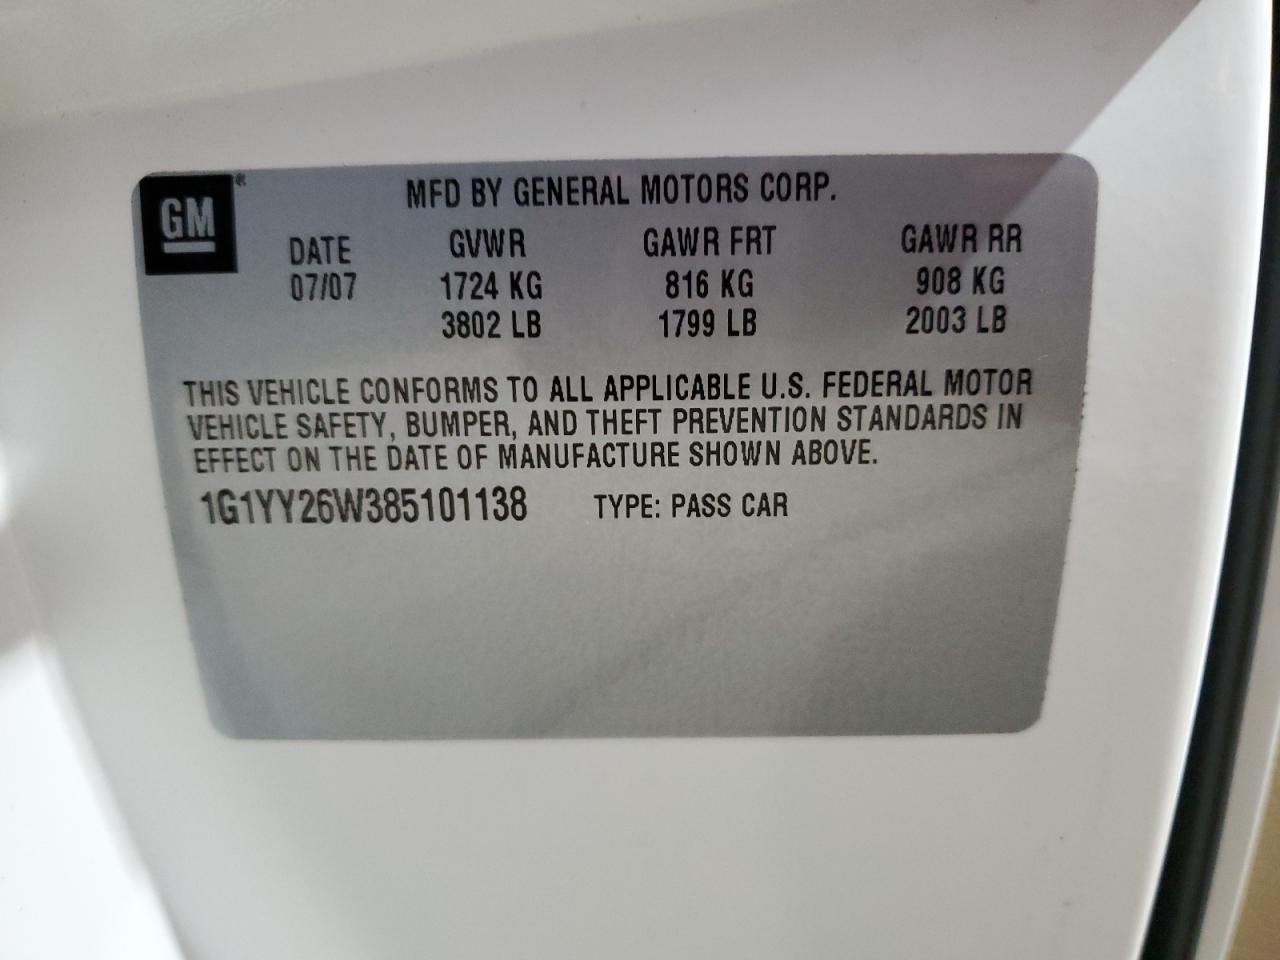 GM®
MFD BY GENERAL MOTORS CORP.
DATE GVWR GAWR FRT GAWR RR
07/07 1724 KG 816 KG 908 KG
3802 LB 1799 LB 2003 LB
THIS VEHICLE CONFORMS TO ALL APPLICABLE U.S. FEDERAL MOTOR
VEHICLE SAFETY, BUMPER, AND THEFT PREVENTION STANDARDS IN
EFFECT ON THE DATE OF MANUFACTURE SHOWN ABOVE.
1G1YY26W385101138 TYPE: PASS CAR